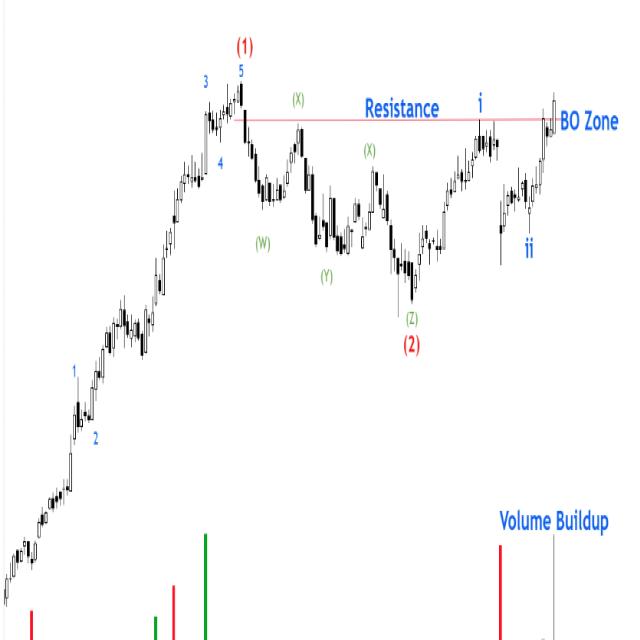 (1)
3
5
(X)
Resistance
i
BO Zone
4
(X)
(W)
ii
(Y)
(Z)
(2)
1
2
Volume Buildup